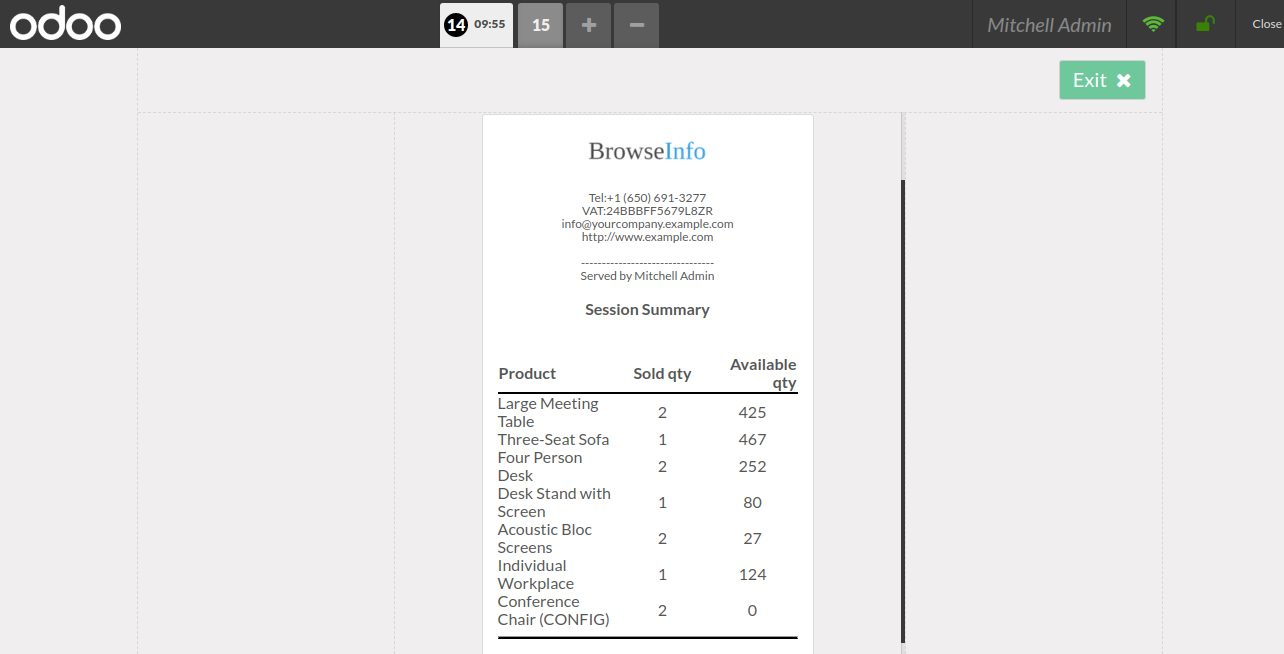 odoo
14 09:55 15 + −
Mitchell Admin
Close
Exit ✖
BrowseInfo
Tel:+1 (650) 691-3277
VAT:24BBBFF5679L8ZR
info@yourcompany.example.com
http://www.example.com
--------------------------------
Served by Mitchell Admin
Session Summary
Product Sold qty Available
qty
Large Meeting
Table 2 425
Three-Seat Sofa 1 467
Four Person
Desk 2 252
Desk Stand with
Screen 1 80
Acoustic Bloc
Screens 2 27
Individual
Workplace 1 124
Conference
Chair (CONFIG) 2 0